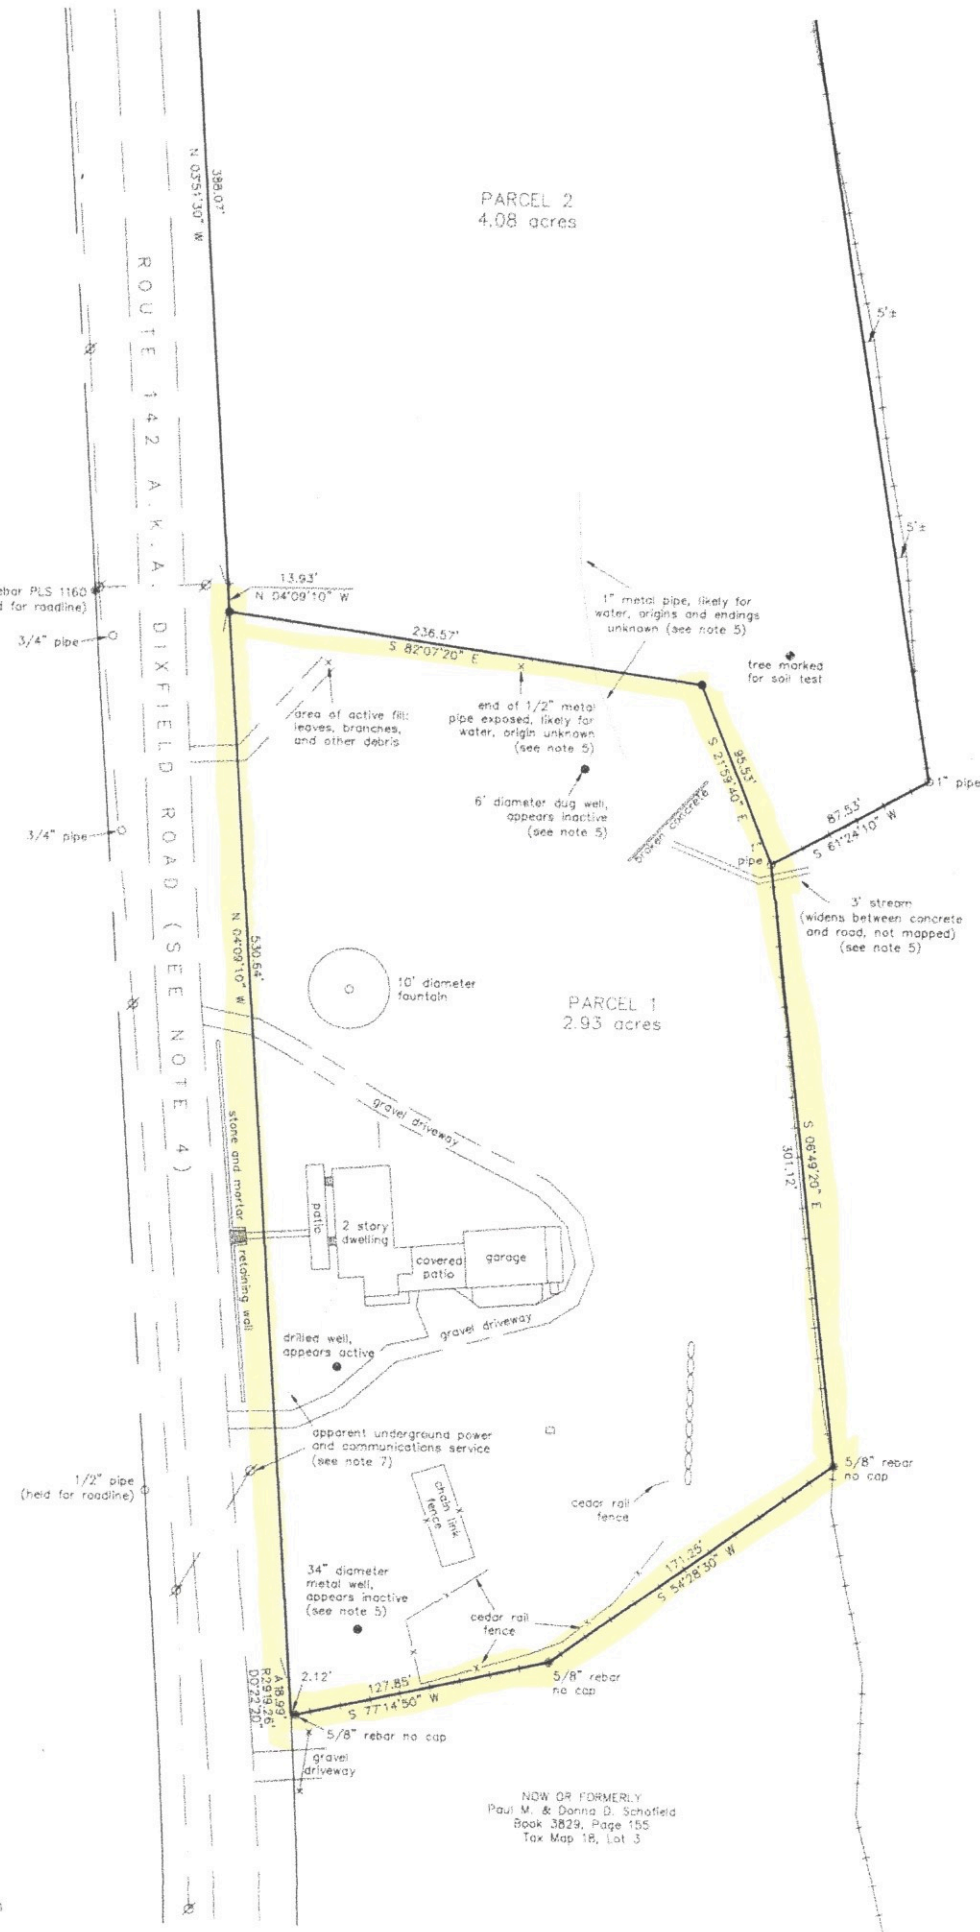 PARCEL 2
4.08 acres
388.07'
N 03°51'30" W
ROUTE 142 A.K.A. DIXFIELD ROAD (SEE NOTE 4)
5'±
5'±
13.93'
N 04°09'10" W
ebar PLS 1160
d for roadline)
3/4" pipe
236.57'
S 82°07'20" E
1" metal pipe, likely for
water, origins and endings
unknown (see note 5)
tree marked
for soil test
area of active fill:
leaves, branches,
and other debris
end of 1/2" metal
pipe exposed, likely for
water, origin unknown
(see note 5)
95.53'
S 21°59'40" E
1" pipe
6' diameter dug well,
appears inactive
(see note 5)
broken concrete
87.53'
S 61°24'10" W
3/4" pipe
1"
pipe
3' stream
(widens between concrete
and road, not mapped)
(see note 5)
530.64'
N 04°09'10" W
10' diameter
fountain
PARCEL 1
2.93 acres
gravel driveway
stone and mortar retaining wall
patio
2 story
dwelling
covered
patio
garage
S 06°49'20" E
301.12'
gravel driveway
drilled well,
appears active
apparent underground power
and communications service
(see note 7)
1/2" pipe
(held for roadline)
chain link
fence
cedar rail
fence
5/8" rebar
no cap
34" diameter
metal well,
appears inactive
(see note 5)
cedar rail
fence
171.25'
S 54°28'30" W
5/8" rebar
no cap
2.12'
A18.99'
R2919.26'
D0°22'20"
127.85'
S 77°14'50" W
5/8" rebar no cap
gravel
driveway
NOW OR FORMERLY
Paul M. & Donna D. Schofield
Book 3829, Page 155
Tax Map 18, Lot 3